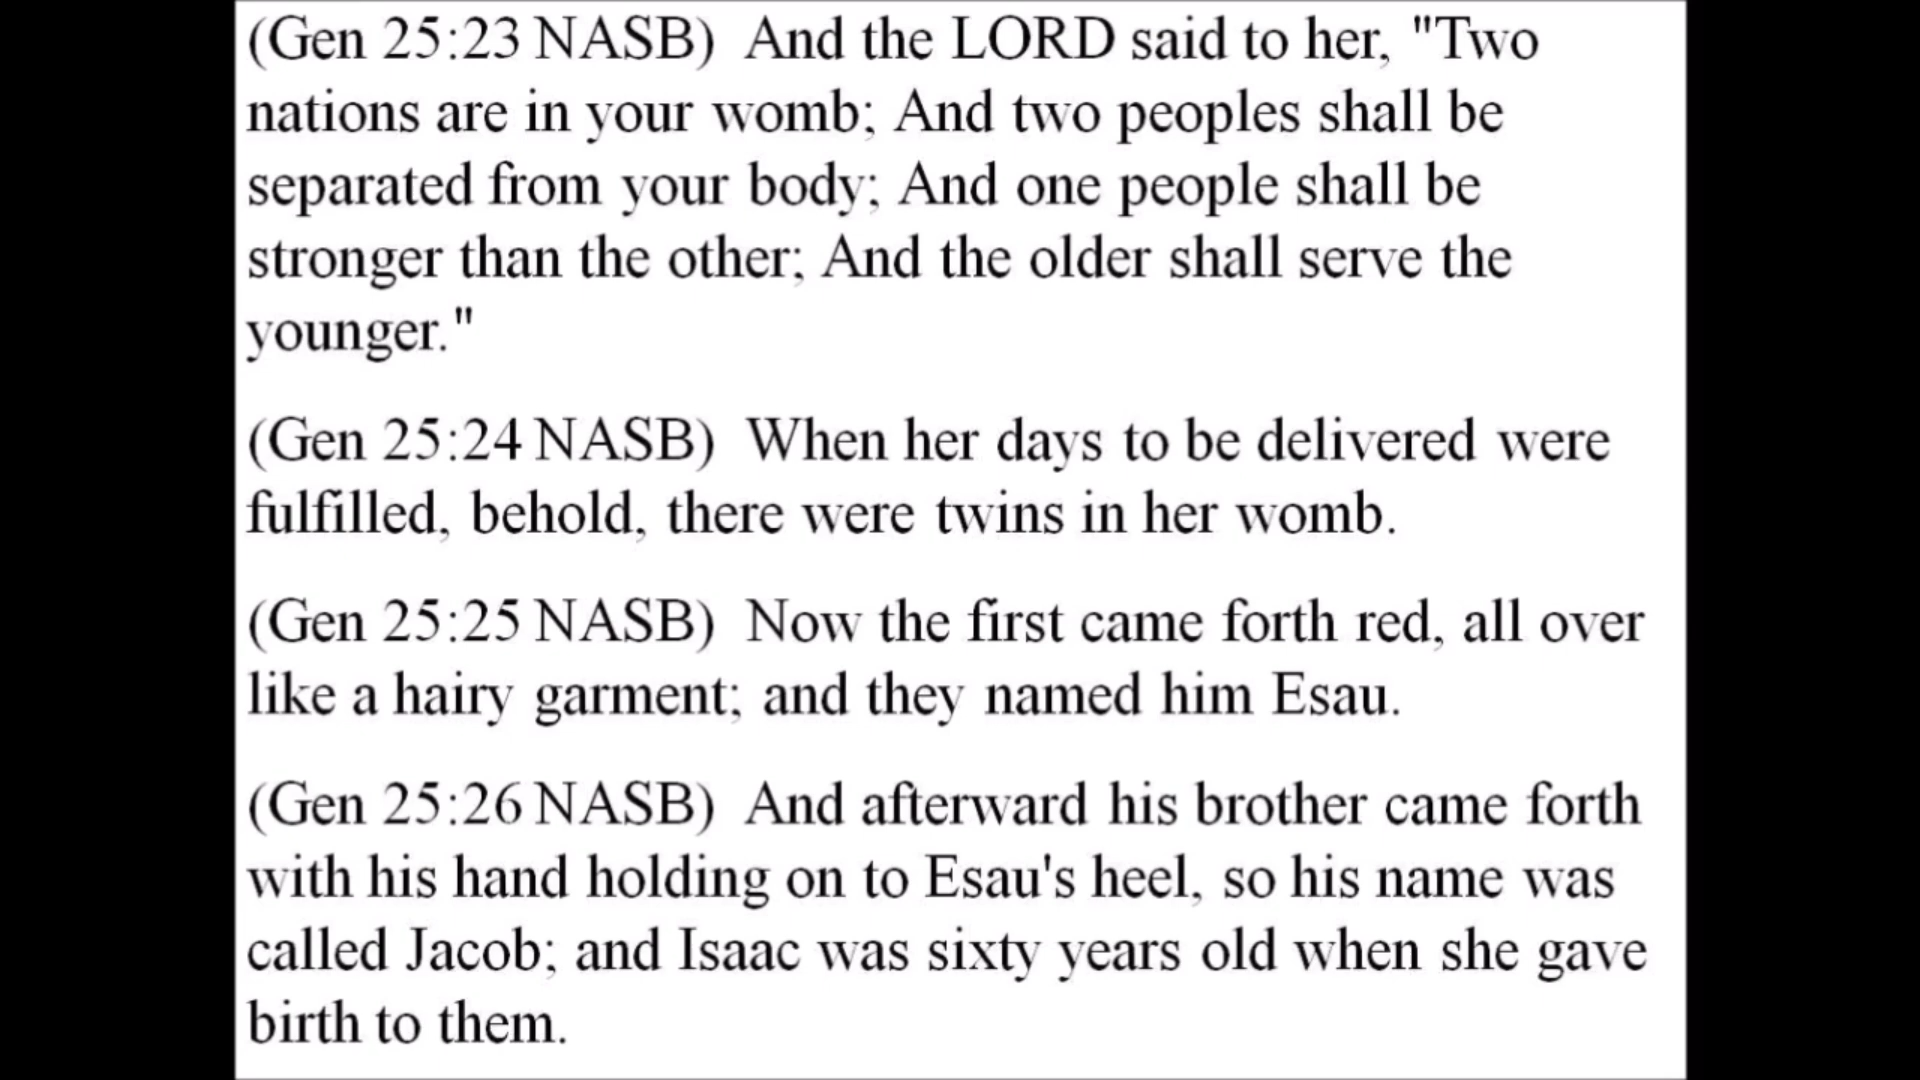 (Gen 25:23 NASB)  And the LORD said to her, "Two
nations are in your womb; And two peoples shall be
separated from your body; And one people shall be
stronger than the other; And the older shall serve the
younger."
(Gen 25:24 NASB)  When her days to be delivered were
fulfilled, behold, there were twins in her womb.
(Gen 25:25 NASB)  Now the first came forth red, all over
like a hairy garment; and they named him Esau.
(Gen 25:26 NASB)  And afterward his brother came forth
with his hand holding on to Esau's heel, so his name was
called Jacob; and Isaac was sixty years old when she gave
birth to them.